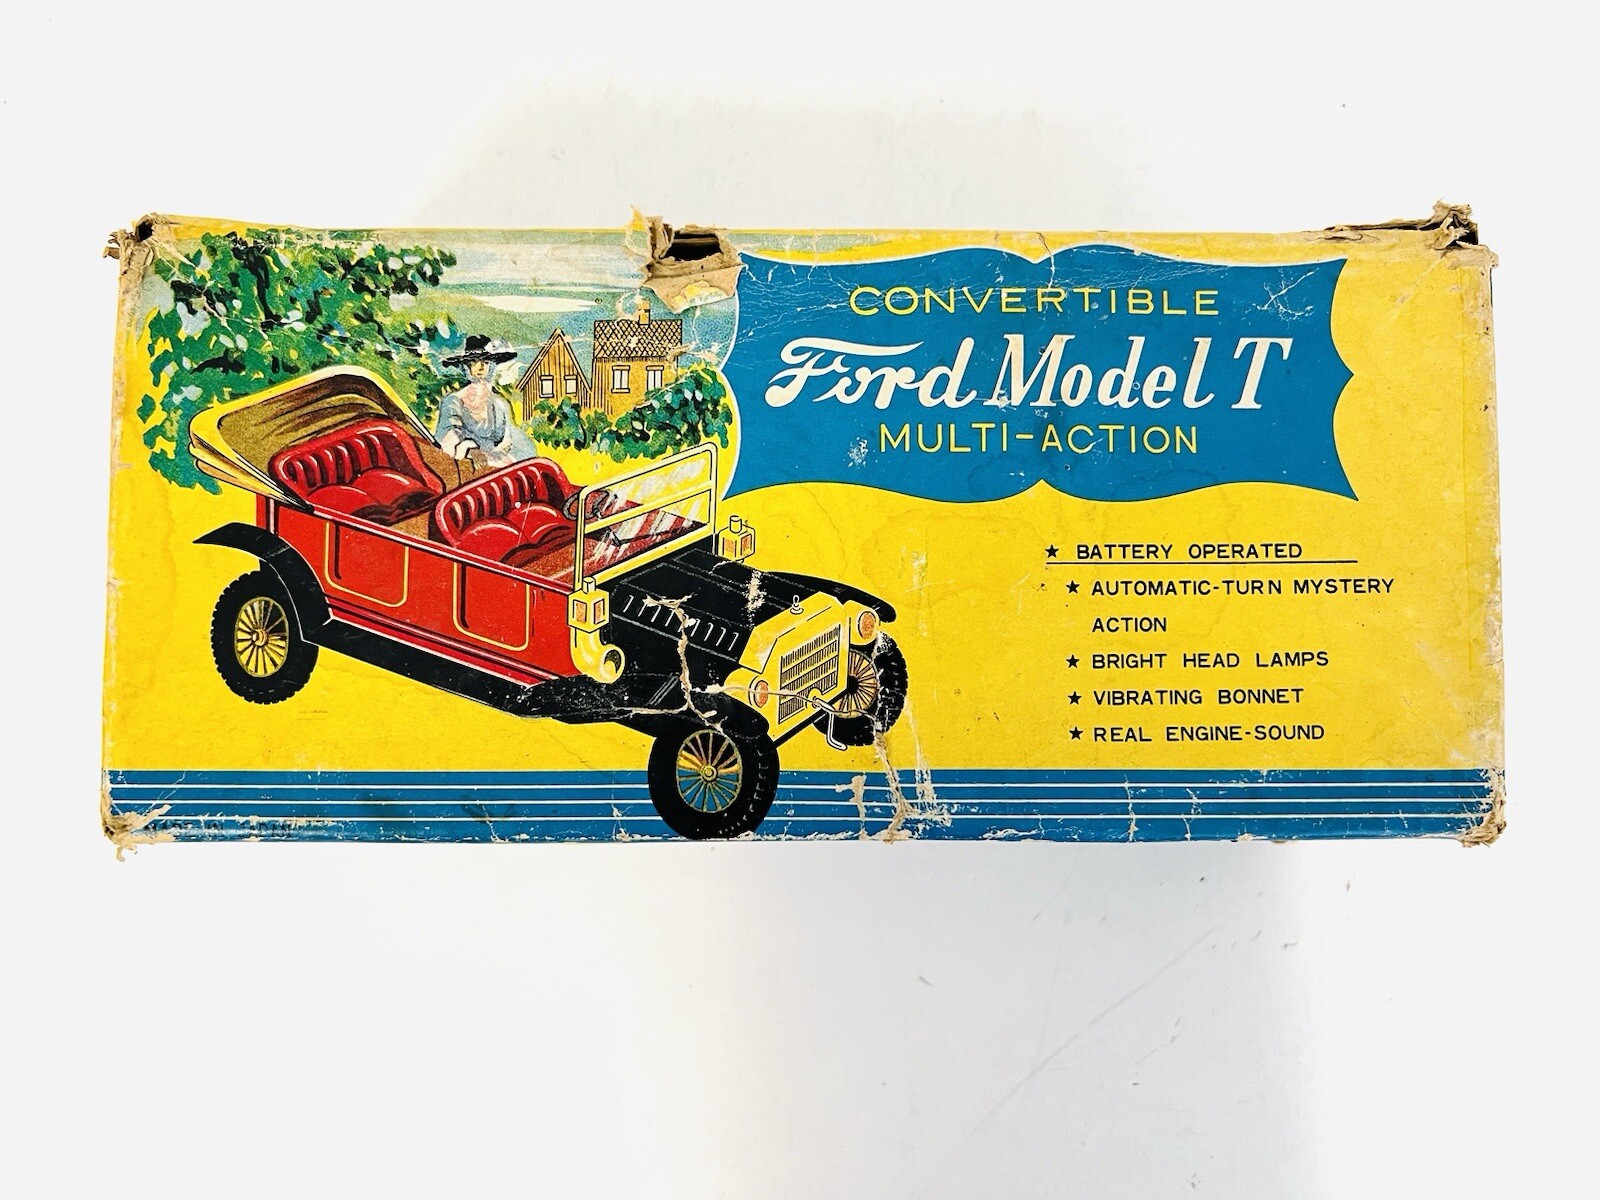 CONVERTIBLE
Ford Model T
MULTI-ACTION
★ BATTERY OPERATED
★ AUTOMATIC-TURN MYSTERY
ACTION
★ BRIGHT HEAD LAMPS
★ VIBRATING BONNET
★ REAL ENGINE-SOUND